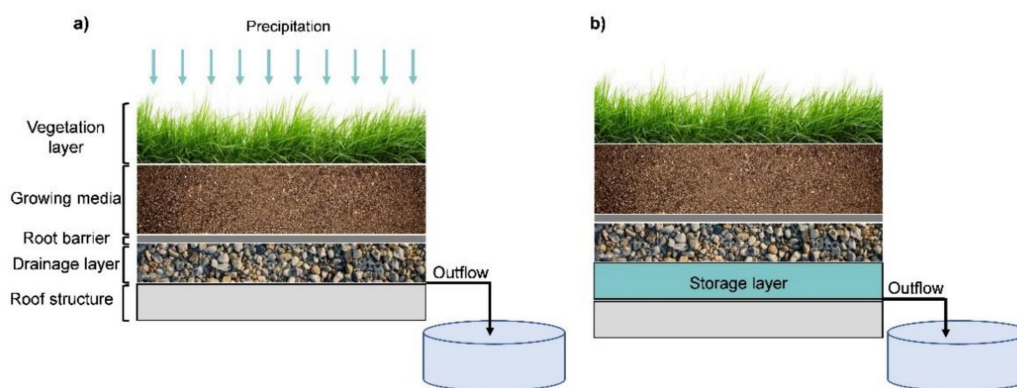 a)
Precipitation
Vegetation
layer
Growing media
Root barrier
Drainage layer
Roof structure
Outflow
b)
Storage layer
Outflow